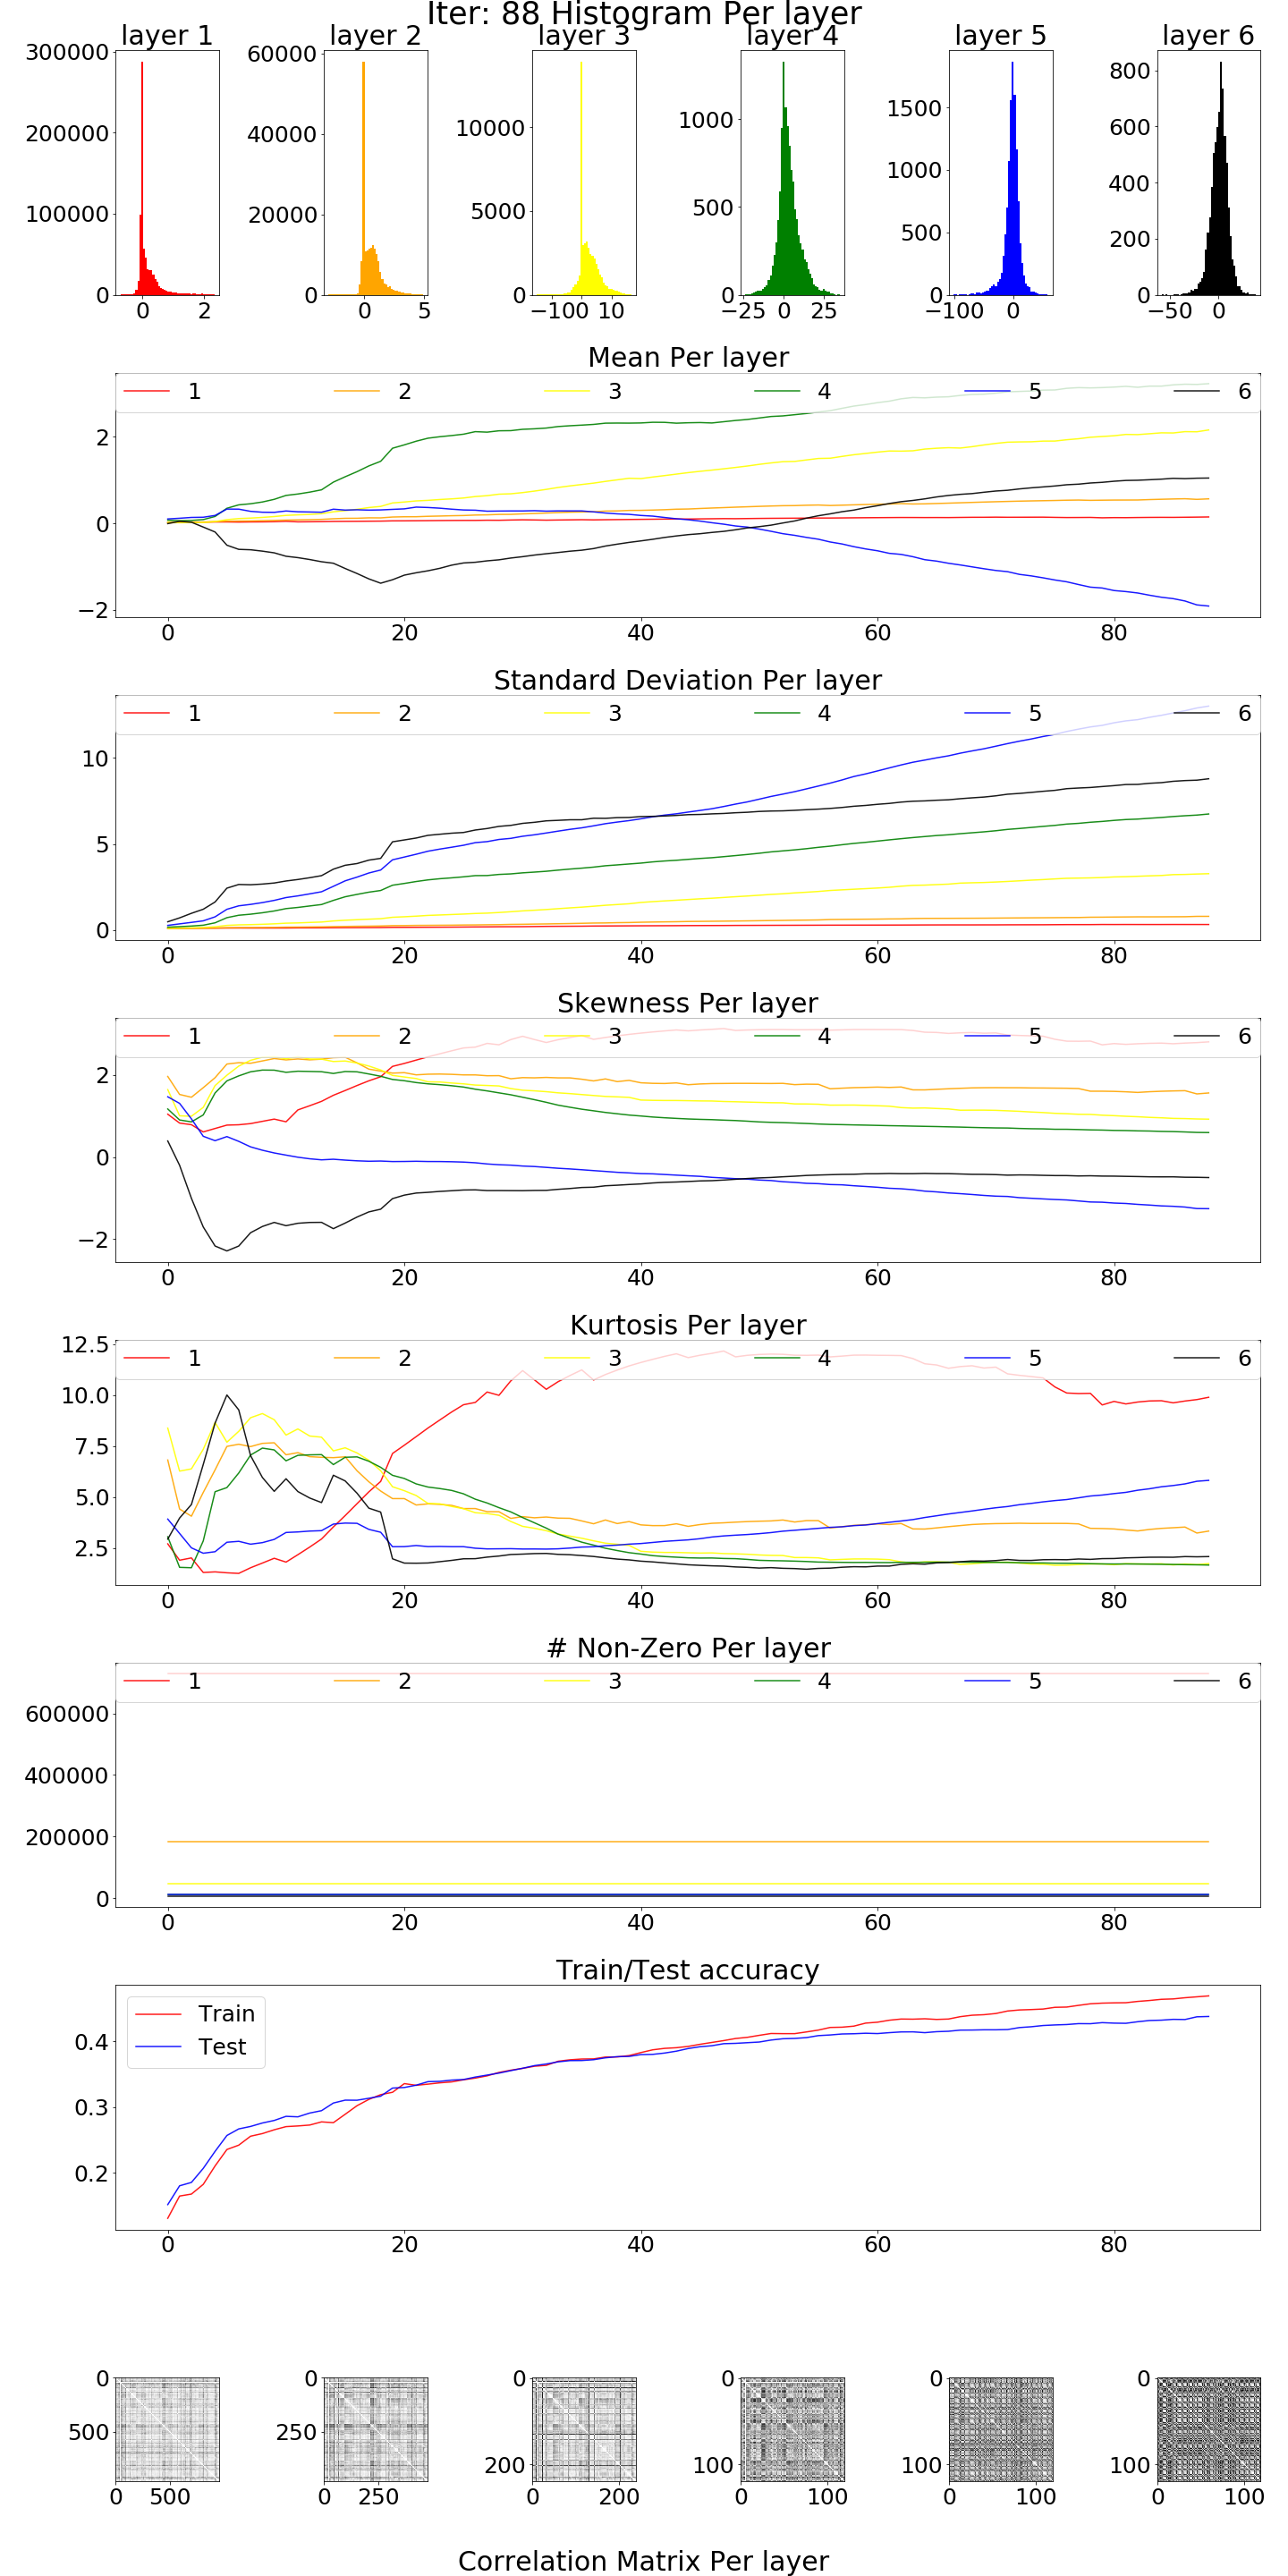 Iter: 88 Histogram Per layer
layer 1 layer 2 layer 3 layer 4 layer 5 layer 6
300000 200000 100000 0 0 2
60000 40000 20000 0 0 5
10000 5000 0 −10 0 10
1000 500 0 −25 0 25
1500 1000 500 0 −100 0
800 600 400 200 0 −50 0
Mean Per layer
1 2 3 4 5 6
2
0
−2
0 20 40 60 80
Standard Deviation Per layer
1 2 3 4 5 6
10
5
0
0 20 40 60 80
Skewness Per layer
1 2 3 4 5 6
2
0
−2
0 20 40 60 80
Kurtosis Per layer
1 2 3 4 5 6
12.5
10.0
7.5
5.0
2.5
0 20 40 60 80
# Non-Zero Per layer
1 2 3 4 5 6
600000
400000
200000
0
0 20 40 60 80
Train/Test accuracy
Train
Test
0.4
0.3
0.2
0 20 40 60 80
0 500 0 500
0 250 0 250
0 200 0 200
0 100 0 100
0 100 0 100
0 100 0 100
Correlation Matrix Per layer